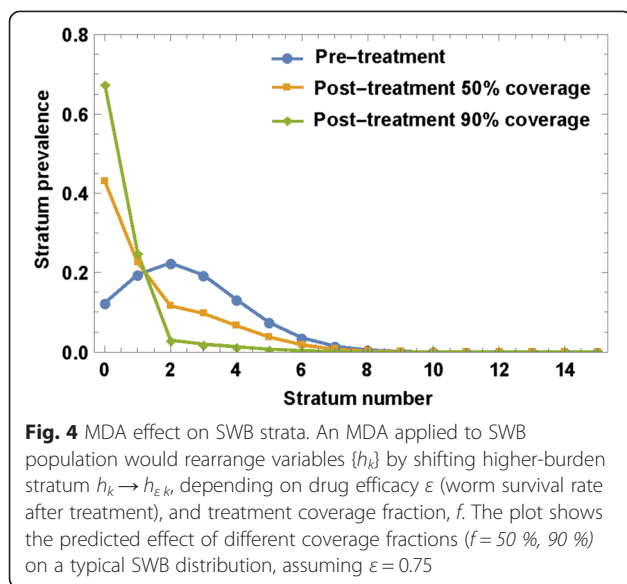 0.8
Pre–treatment
Post–treatment 50% coverage
Post–treatment 90% coverage
0.6
0.4
0.2
0.0
Stratum prevalence
0 2 4 6 8 10 12 14
Stratum number
Fig. 4 MDA effect on SWB strata. An MDA applied to SWB
population would rearrange variables {hk} by shifting higher-burden
stratum hk → hε k, depending on drug efficacy ε (worm survival rate
after treatment), and treatment coverage fraction, f. The plot shows
the predicted effect of different coverage fractions (f = 50 %, 90 %)
on a typical SWB distribution, assuming ε = 0.75